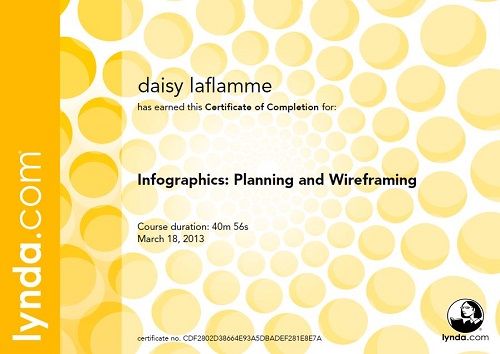 lynda.com™
daisy laflamme
has earned this Certificate of Completion for:
Infographics: Planning and Wireframing
Course duration: 40m 56s
March 18, 2013
certificate no. CDF2802D38664E93A5DBADEF281E8E7A
lynda.com